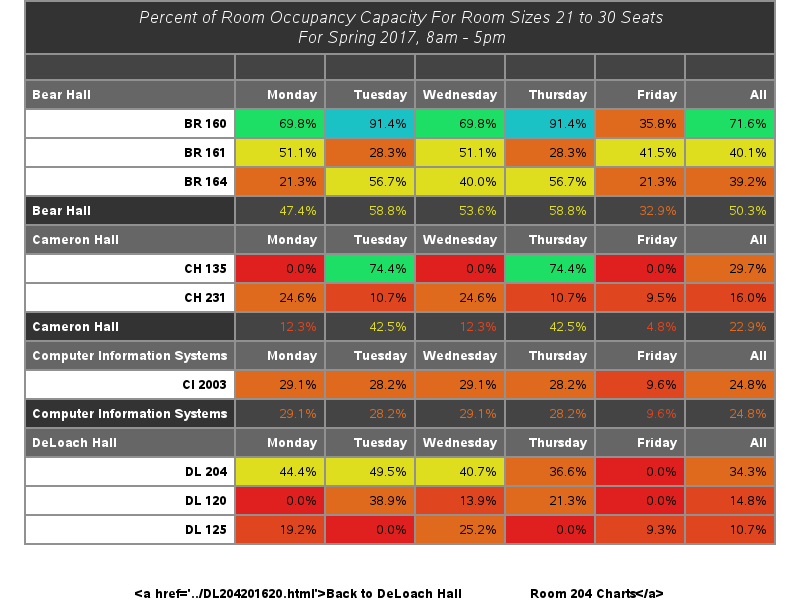 Percent of Room Occupancy Capacity For Room Sizes 21 to 30 Seats
For Spring 2017, 8am - 5pm
Bear Hall Monday Tuesday Wednesday Thursday Friday All
BR 160 69.8% 91.4% 69.8% 91.4% 35.8% 71.6%
BR 161 51.1% 28.3% 51.1% 28.3% 41.5% 40.1%
BR 164 21.3% 56.7% 40.0% 56.7% 21.3% 39.2%
Bear Hall 47.4% 58.8% 53.6% 58.8% 32.9% 50.3%
Cameron Hall Monday Tuesday Wednesday Thursday Friday All
CH 135 0.0% 74.4% 0.0% 74.4% 0.0% 29.7%
CH 231 24.6% 10.7% 24.6% 10.7% 9.5% 16.0%
Cameron Hall 12.3% 42.5% 12.3% 42.5% 4.8% 22.9%
Computer Information Systems Monday Tuesday Wednesday Thursday Friday All
CI 2003 29.1% 28.2% 29.1% 28.2% 9.6% 24.8%
Computer Information Systems 29.1% 28.2% 29.1% 28.2% 9.6% 24.8%
DeLoach Hall Monday Tuesday Wednesday Thursday Friday All
DL 204 44.4% 49.5% 40.7% 36.6% 0.0% 34.3%
DL 120 0.0% 38.9% 13.9% 21.3% 0.0% 14.8%
DL 125 19.2% 0.0% 25.2% 0.0% 9.3% 10.7%
<a href='../DL204201620.html'>Back to DeLoach Hall Room 204 Charts</a>